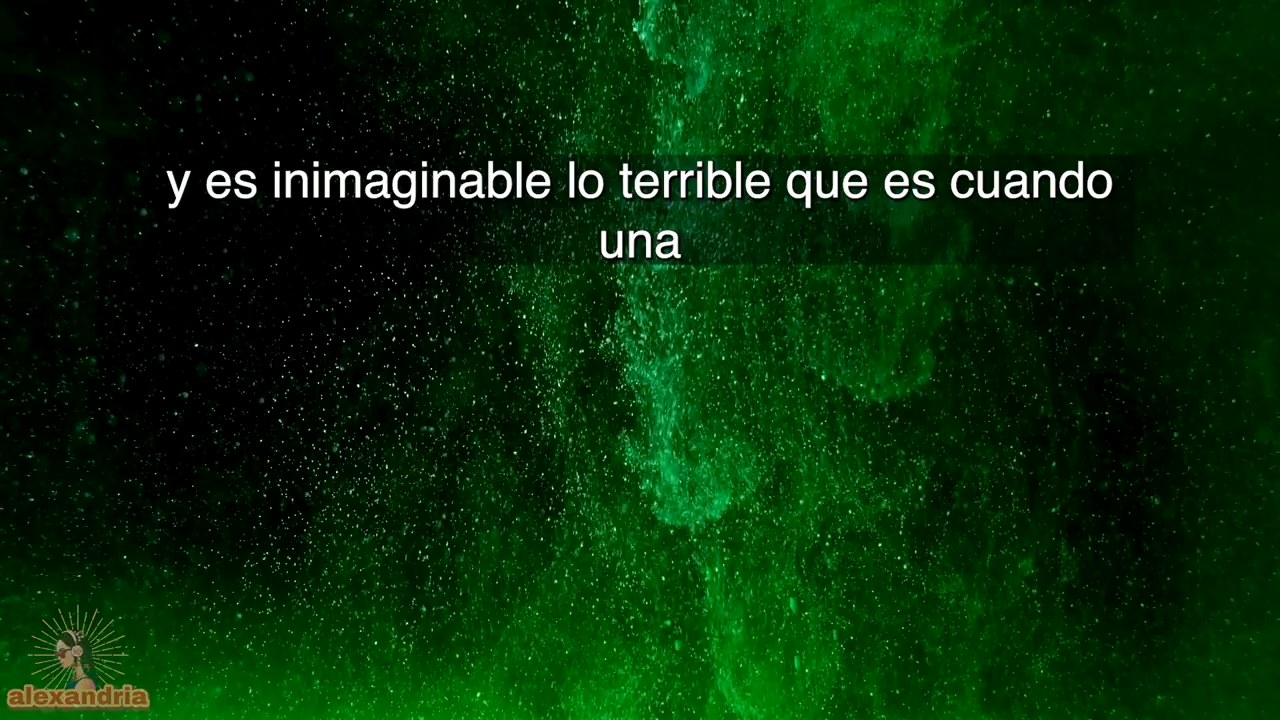 y es inimaginable lo terrible que es cuando
una
alexandria